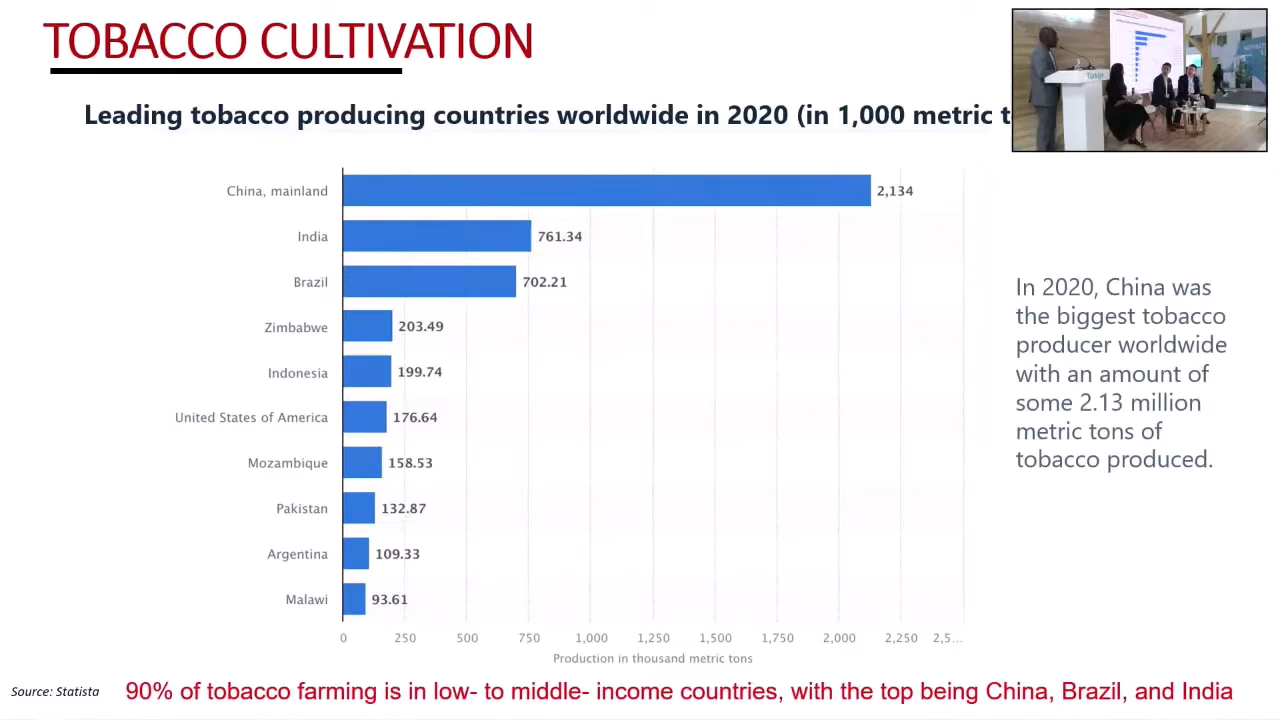 TOBACCO CULTIVATION
Leading tobacco producing countries worldwide in 2020 (in 1,000 metric
China, mainland 2,134
India 761.34
Brazil 702.21
Zimbabwe 203.49
Indonesia 199.74
United States of America 176.64
Mozambique 158.53
Pakistan 132.87
Argentina 109.33
Malawi 93.61
0 250 500 750 1,000 1,250 1,500 1,750 2,000 2,250 2,5...
Production in thousand metric tons
In 2020, China was
the biggest tobacco
producer worldwide
with an amount of
some 2.13 million
metric tons of
tobacco produced.
Source: Statista
90% of tobacco farming is in low- to middle- income countries, with the top being China, Brazil, and India
Türkiye